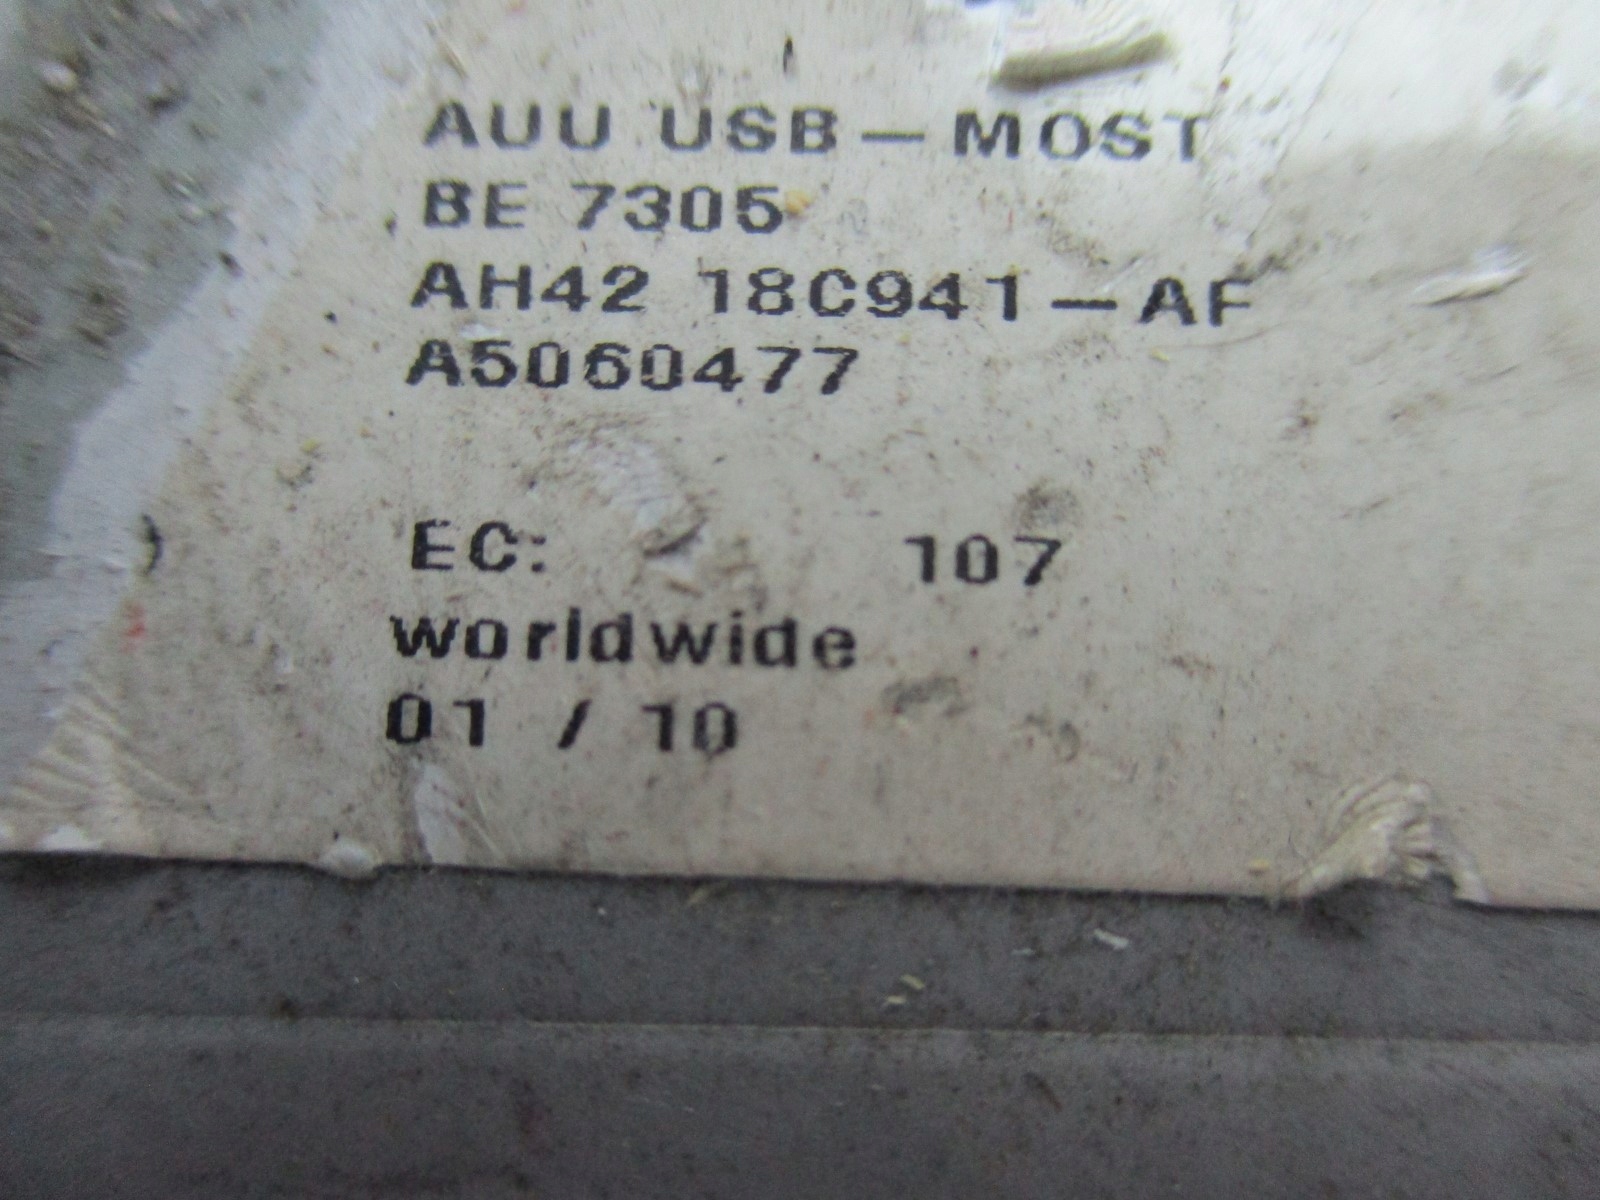 AUU USB - MOST
BE 7305
AH42 18C941-AF
A5060477
EC: 107
worldwide
01 / 10